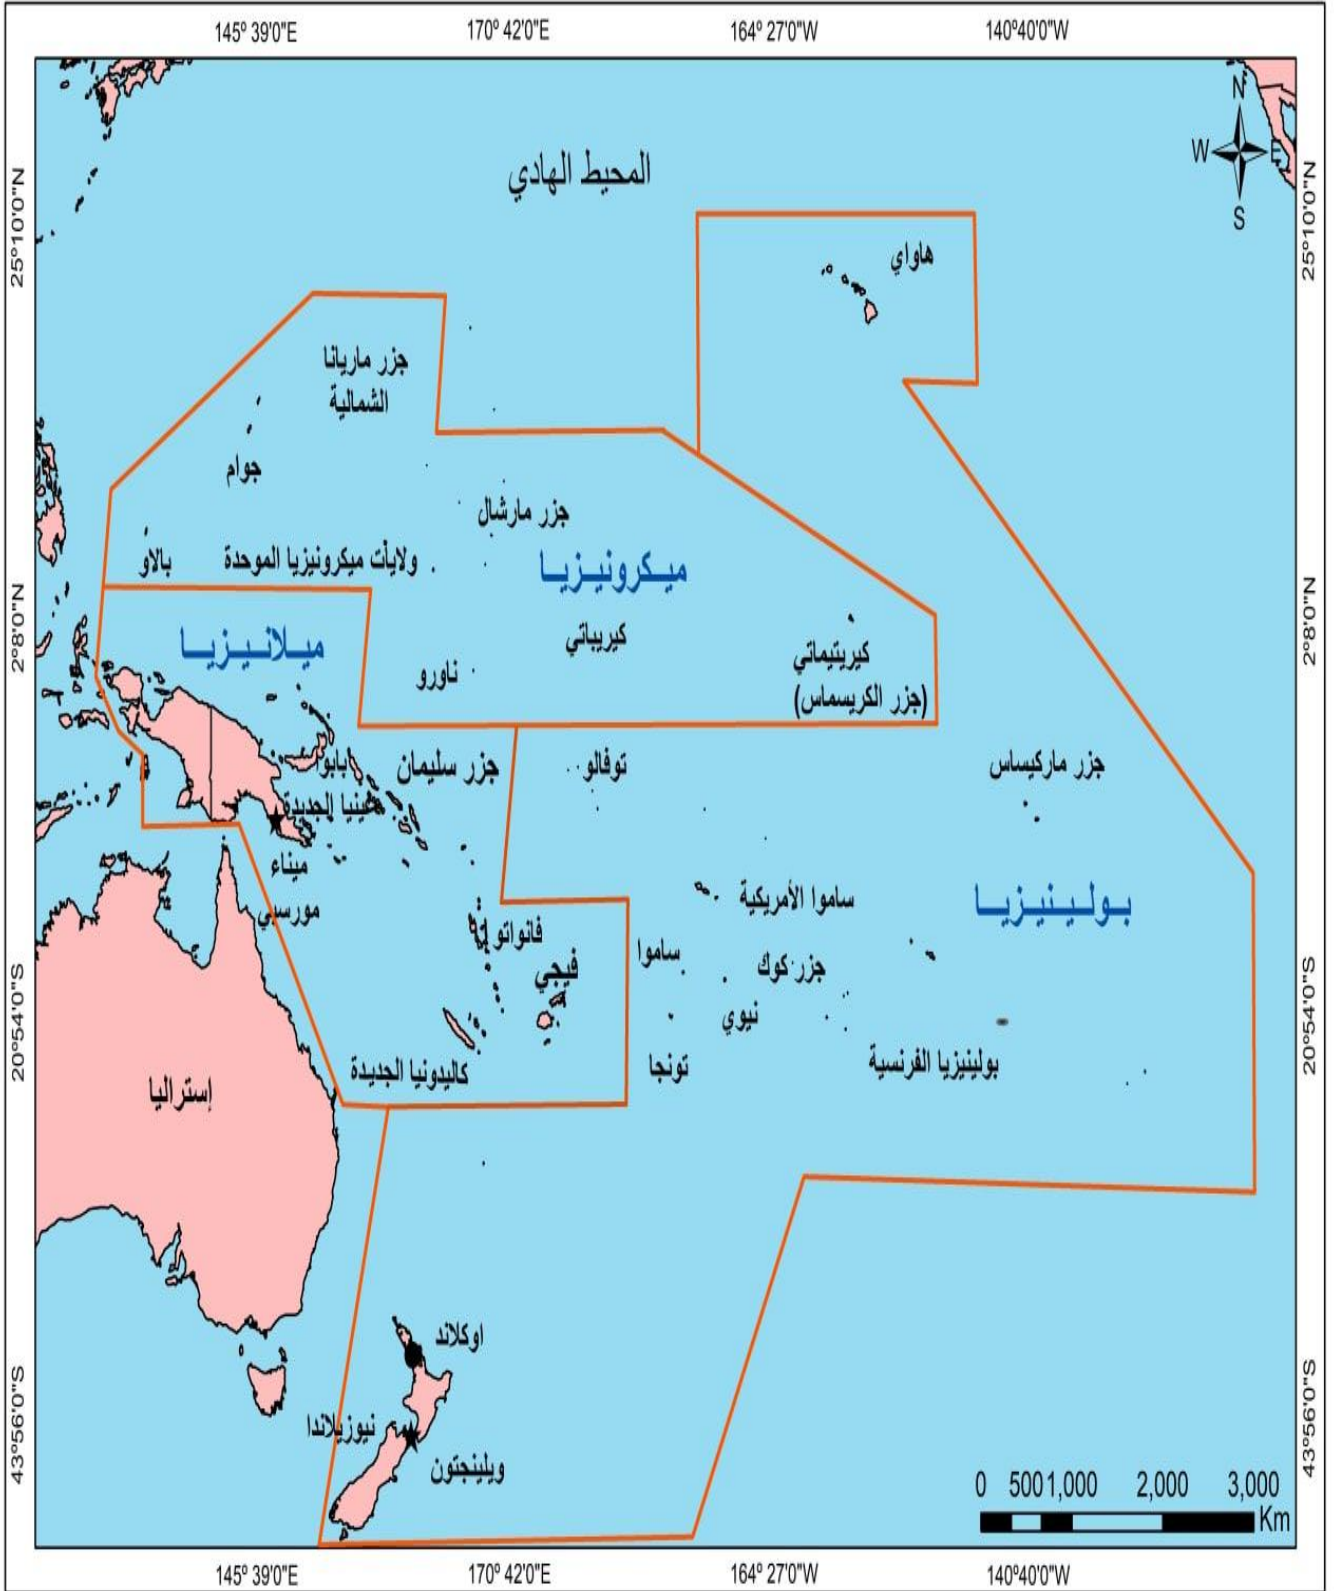 145° 39'0"E 170° 42'0"E 164° 27'0"W 140°40'0"W
N
W E
S
25°10'0"N
25°10'0"N
المحيط الهادي
هاواي
جزر ماريانا
الشمالية
جوام
جزر مارشال
بالاو
ولايأت ميكرونيزيا الموحدة
ميـكرونيـزيـا
2°8'0"N
2°8'0"N
ميـلانـيـزيـا
كيريباتي
ناورو
كيريتيماتي
(جزر الكريسماس)
بابوا
غينيا الجديدة
جزر سليمان
توفالو
جزر ماركيساس
ميناء
مورسبي
ساموا الأمريكية
بـولـيـنيـزيـا
فانواتو
فيجي
ساموا
جزر كوك
نيوي
20°54'0"S
20°54'0"S
كاليدونيا الجديدة
تونجا
بولينيزيا الفرنسية
إستراليا
اوكلاند
نيوزيلاندا
ويلينجتون
43°56'0"S
43°56'0"S
0 500 1,000 2,000 3,000
Km
145° 39'0"E 170° 42'0"E 164° 27'0"W 140°40'0"W